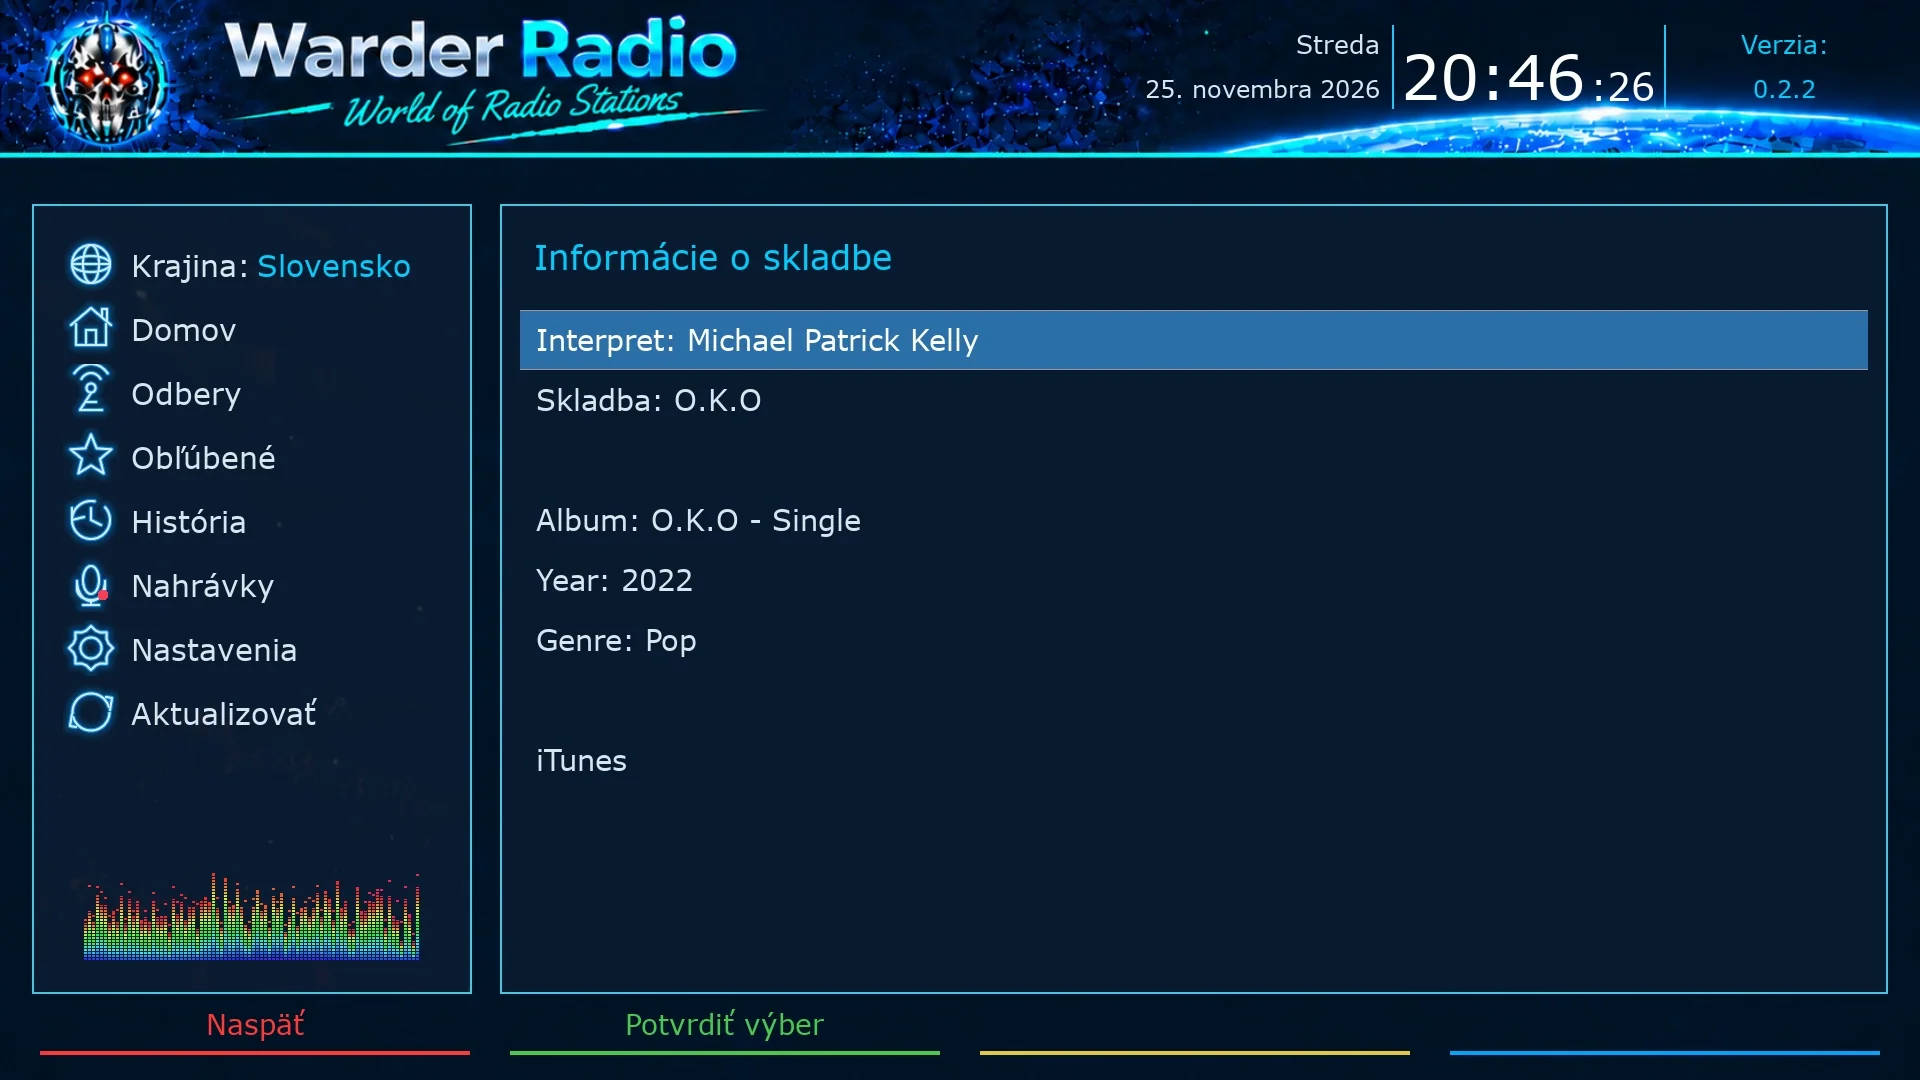 Warder Radio
World of Radio Stations
Streda
25. novembra 2026
20:46:26
Verzia:
0.2.2
Krajina: Slovensko
Domov
Odbery
Obľúbené
História
Nahrávky
Nastavenia
Aktualizovať
Informácie o skladbe
Interpret: Michael Patrick Kelly
Skladba: O.K.O
Album: O.K.O - Single
Year: 2022
Genre: Pop
iTunes
Naspäť
Potvrdiť výber